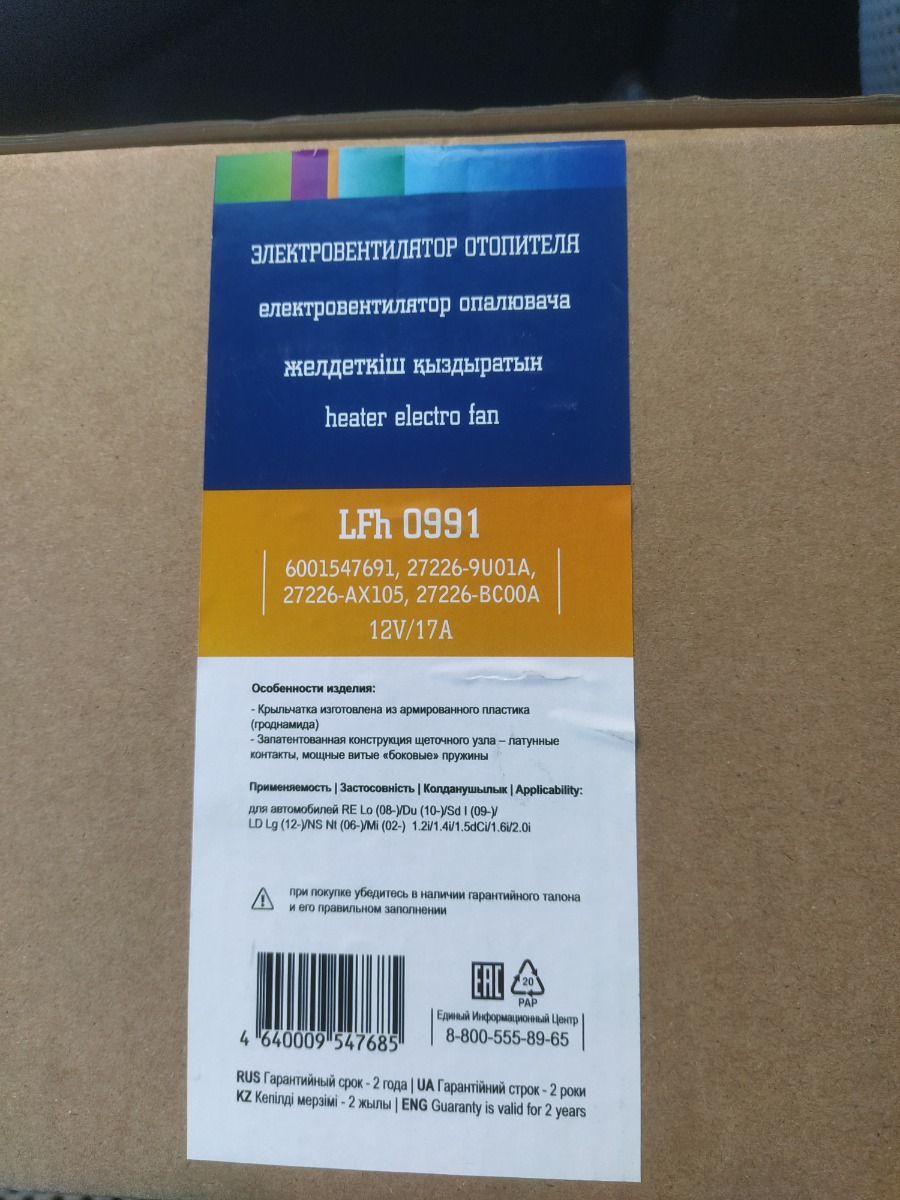 ЭЛЕКТРОВЕНТИЛЯТОР ОТОПИТЕЛЯ
електровентилятор опалювача
желдеткіш қыздыратын
heater electro fan
LFh 0991
6001547691, 27226-9U01A,
27226-AX105, 27226-BC00A
12V/17A
Особенности изделия:
- Крыльчатка изготовлена из армированного пластика
(гроднамида)
- Запатентованная конструкция щеточного узла – латунные
контакты, мощные витые «боковые» пружины
Применяемость | Застосовність | Колданушылык | Applicability:
для автомобилей RE Lo (08-)/Du (10-)/Sd I (09-)/
LD Lg (12-)/NS Nt (06-)/Mi (02-) 1.2i/1.4i/1.5dCi/1.6i/2.0i
при покупке убедитесь в наличии гарантийного талона
и его правильном заполнении
EAC
20
PAP
Единый Информационный Центр
8-800-555-89-65
4 640009 547685
RUS Гарантийный срок - 2 года | UA Гарантійний строк - 2 роки
KZ Кепілді мерзімі - 2 жылы | ENG Guaranty is valid for 2 years